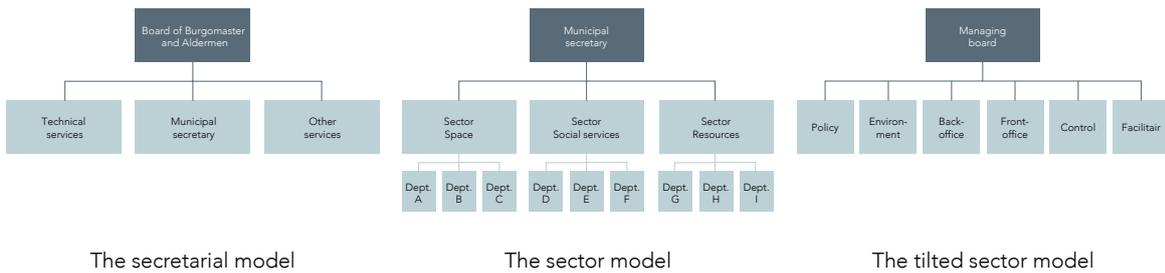 Board of Burgomaster
and Aldermen
Technical
services
Municipal
secretary
Other
services
The secretarial model
Municipal
secretary
Sector
Space
Sector
Social services
Sector
Resources
Dept.
A
Dept.
B
Dept.
C
Dept.
D
Dept.
E
Dept.
F
Dept.
G
Dept.
H
Dept.
I
The sector model
Managing
board
Policy
Environ-
ment
Back-
office
Front-
office
Control
Facilitair
The tilted sector model